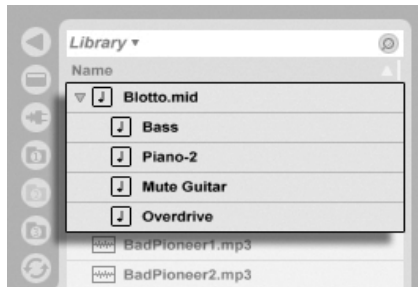 Library
Name
Blotto.mid
Bass
Piano-2
Mute Guitar
Overdrive
BadPioneer1.mp3
BadPioneer2.mp3